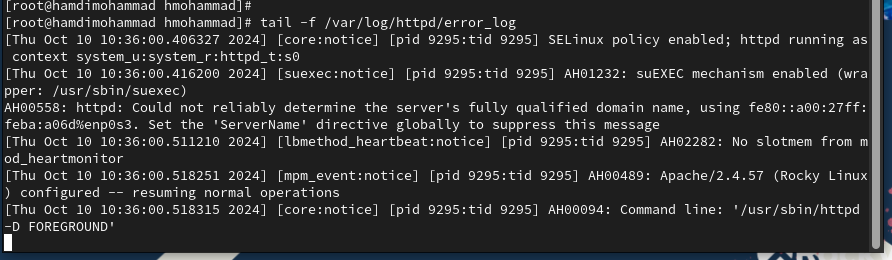 [root@hamdimohammad hmohammad]#
[root@hamdimohammad hmohammad]# tail -f /var/log/httpd/error_log
[Thu Oct 10 10:36:00.406327 2024] [core:notice] [pid 9295:tid 9295] SELinux policy enabled; httpd running as
 context system_u:system_r:httpd_t:s0
[Thu Oct 10 10:36:00.416200 2024] [suexec:notice] [pid 9295:tid 9295] AH01232: suEXEC mechanism enabled (wra
pper: /usr/sbin/suexec)
AH00558: httpd: Could not reliably determine the server's fully qualified domain name, using fe80::a00:27ff:
feba:a06d%enp0s3. Set the 'ServerName' directive globally to suppress this message
[Thu Oct 10 10:36:00.511210 2024] [lbmethod_heartbeat:notice] [pid 9295:tid 9295] AH02282: No slotmem from m
od_heartmonitor
[Thu Oct 10 10:36:00.518251 2024] [mpm_event:notice] [pid 9295:tid 9295] AH00489: Apache/2.4.57 (Rocky Linux
) configured -- resuming normal operations
[Thu Oct 10 10:36:00.518315 2024] [core:notice] [pid 9295:tid 9295] AH00094: Command line: '/usr/sbin/httpd
-D FOREGROUND'